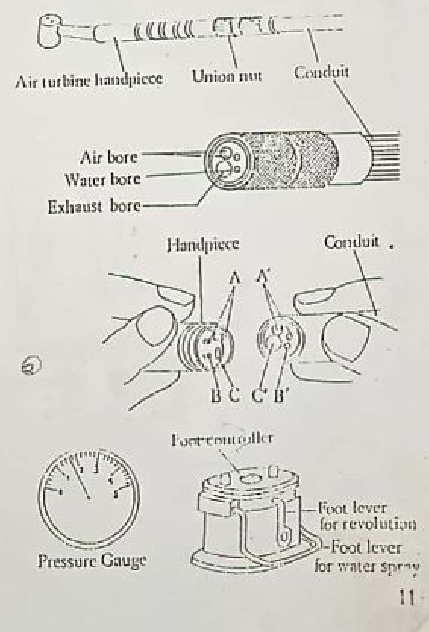 Air turbine handpiece Union nut Conduit
Air bore
Water bore
Exhaust bore
Handpiece Conduit
A A'
B C C' B'
Foot controller
Foot lever
for revolution
Foot lever
for water spray
Pressure Gauge
11